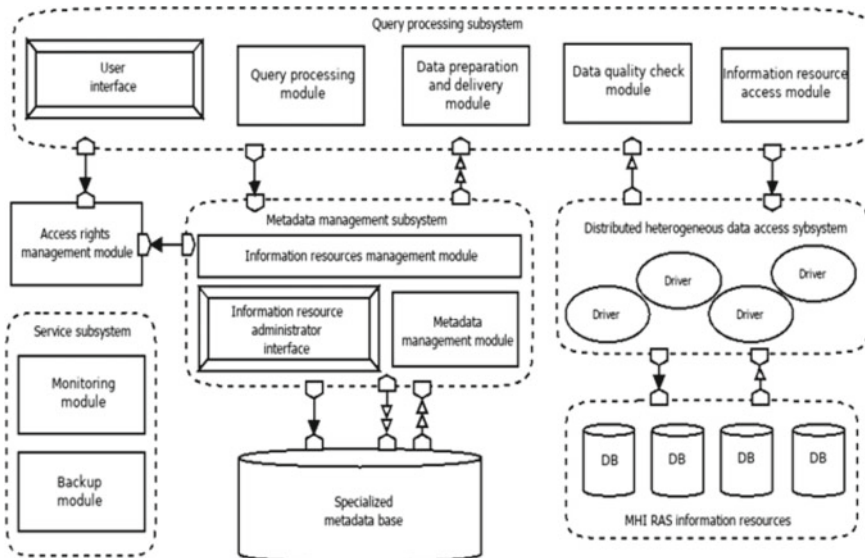 Query processing subsystem
User
interface
Query processing
module
Data preparation
and delivery
module
Data quality check
module
Information resource
access module
Access rights
management module
Metadata management subsystem
Information resources management module
Information resource
administrator
interface
Metadata
management module
Distributed heterogeneous data access sybsystem
Driver
Driver
Driver
Driver
Service subsystem
Monitoring
module
Backup
module
Specialized
metadata base
DB
DB
DB
DB
MHI RAS information resources